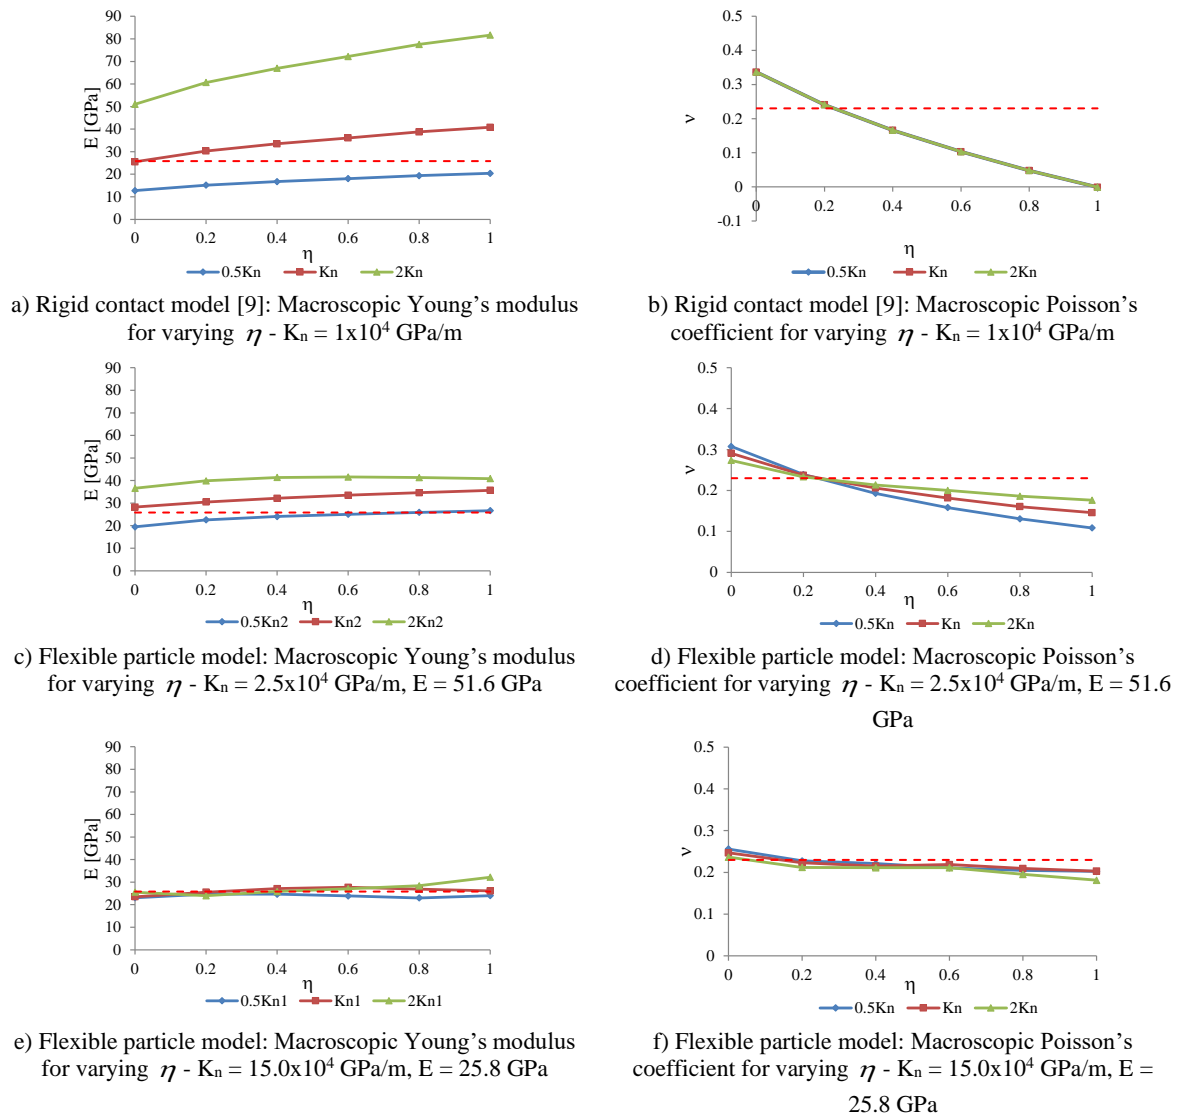 90
80
70
60
50
40
30
20
10
0
E [GPa]
0 0.2 0.4 0.6 0.8 1
η
0.5Kn Kn 2Kn
a) Rigid contact model [9]: Macroscopic Young’s modulus
for varying η - Kn = 1x10⁴ GPa/m
0.5
0.4
0.3
0.2
0.1
0
-0.1
ν
0 0.2 0.4 0.6 0.8 1
η
0.5Kn Kn 2Kn
b) Rigid contact model [9]: Macroscopic Poisson’s
coefficient for varying η - Kn = 1x10⁴ GPa/m
90
80
70
60
50
40
30
20
10
0
E [GPa]
0 0.2 0.4 0.6 0.8 1
η
0.5Kn2 Kn2 2Kn2
c) Flexible particle model: Macroscopic Young’s modulus
for varying η - Kn = 2.5x10⁴ GPa/m, E = 51.6 GPa
0.5
0.4
0.3
0.2
0.1
0
ν
0 0.2 0.4 0.6 0.8 1
η
0.5Kn Kn 2Kn
d) Flexible particle model: Macroscopic Poisson’s
coefficient for varying η - Kn = 2.5x10⁴ GPa/m, E = 51.6
GPa
90
80
70
60
50
40
30
20
10
0
E [GPa]
0 0.2 0.4 0.6 0.8 1
η
0.5Kn1 Kn1 2Kn1
e) Flexible particle model: Macroscopic Young’s modulus
for varying η - Kn = 15.0x10⁴ GPa/m, E = 25.8 GPa
0.5
0.4
0.3
0.2
0.1
0
ν
0 0.2 0.4 0.6 0.8 1
η
0.5Kn Kn 2Kn
f) Flexible particle model: Macroscopic Poisson’s
coefficient for varying η - Kn = 15.0x10⁴ GPa/m, E =
25.8 GPa